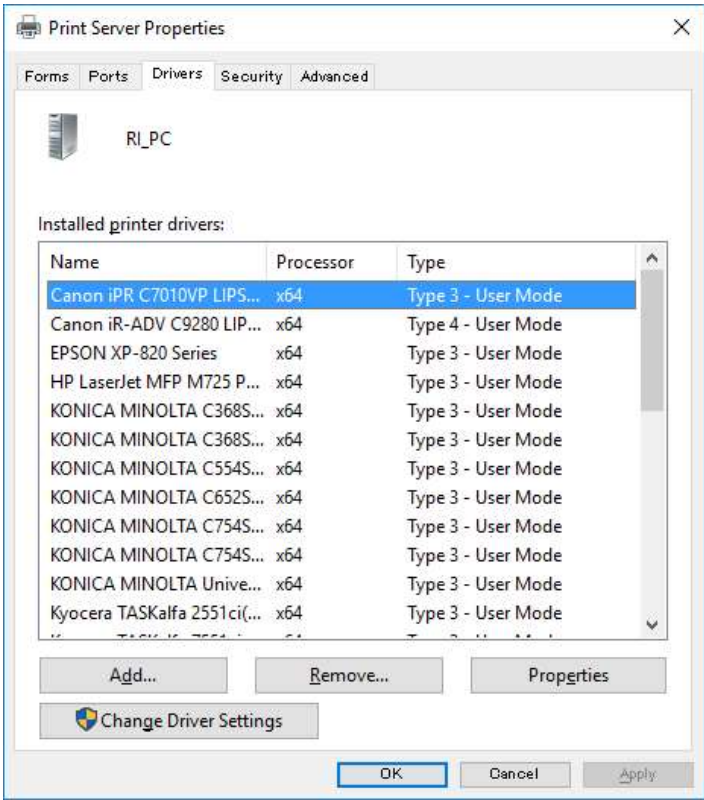 Print Server Properties
Forms Ports Drivers Security Advanced
RI_PC
Installed printer drivers:
Name Processor Type
Canon iPR C7010VP LIPS... x64 Type 3 - User Mode
Canon iR-ADV C9280 LIP... x64 Type 4 - User Mode
EPSON XP-820 Series x64 Type 3 - User Mode
HP LaserJet MFP M725 P... x64 Type 3 - User Mode
KONICA MINOLTA C368S... x64 Type 3 - User Mode
KONICA MINOLTA C368S... x64 Type 3 - User Mode
KONICA MINOLTA C554S... x64 Type 3 - User Mode
KONICA MINOLTA C652S... x64 Type 3 - User Mode
KONICA MINOLTA C754S... x64 Type 3 - User Mode
KONICA MINOLTA C754S... x64 Type 3 - User Mode
KONICA MINOLTA Unive... x64 Type 3 - User Mode
Kyocera TASKalfa 2551ci(... x64 Type 3 - User Mode
Add... Remove... Properties
Change Driver Settings
OK Cancel Apply